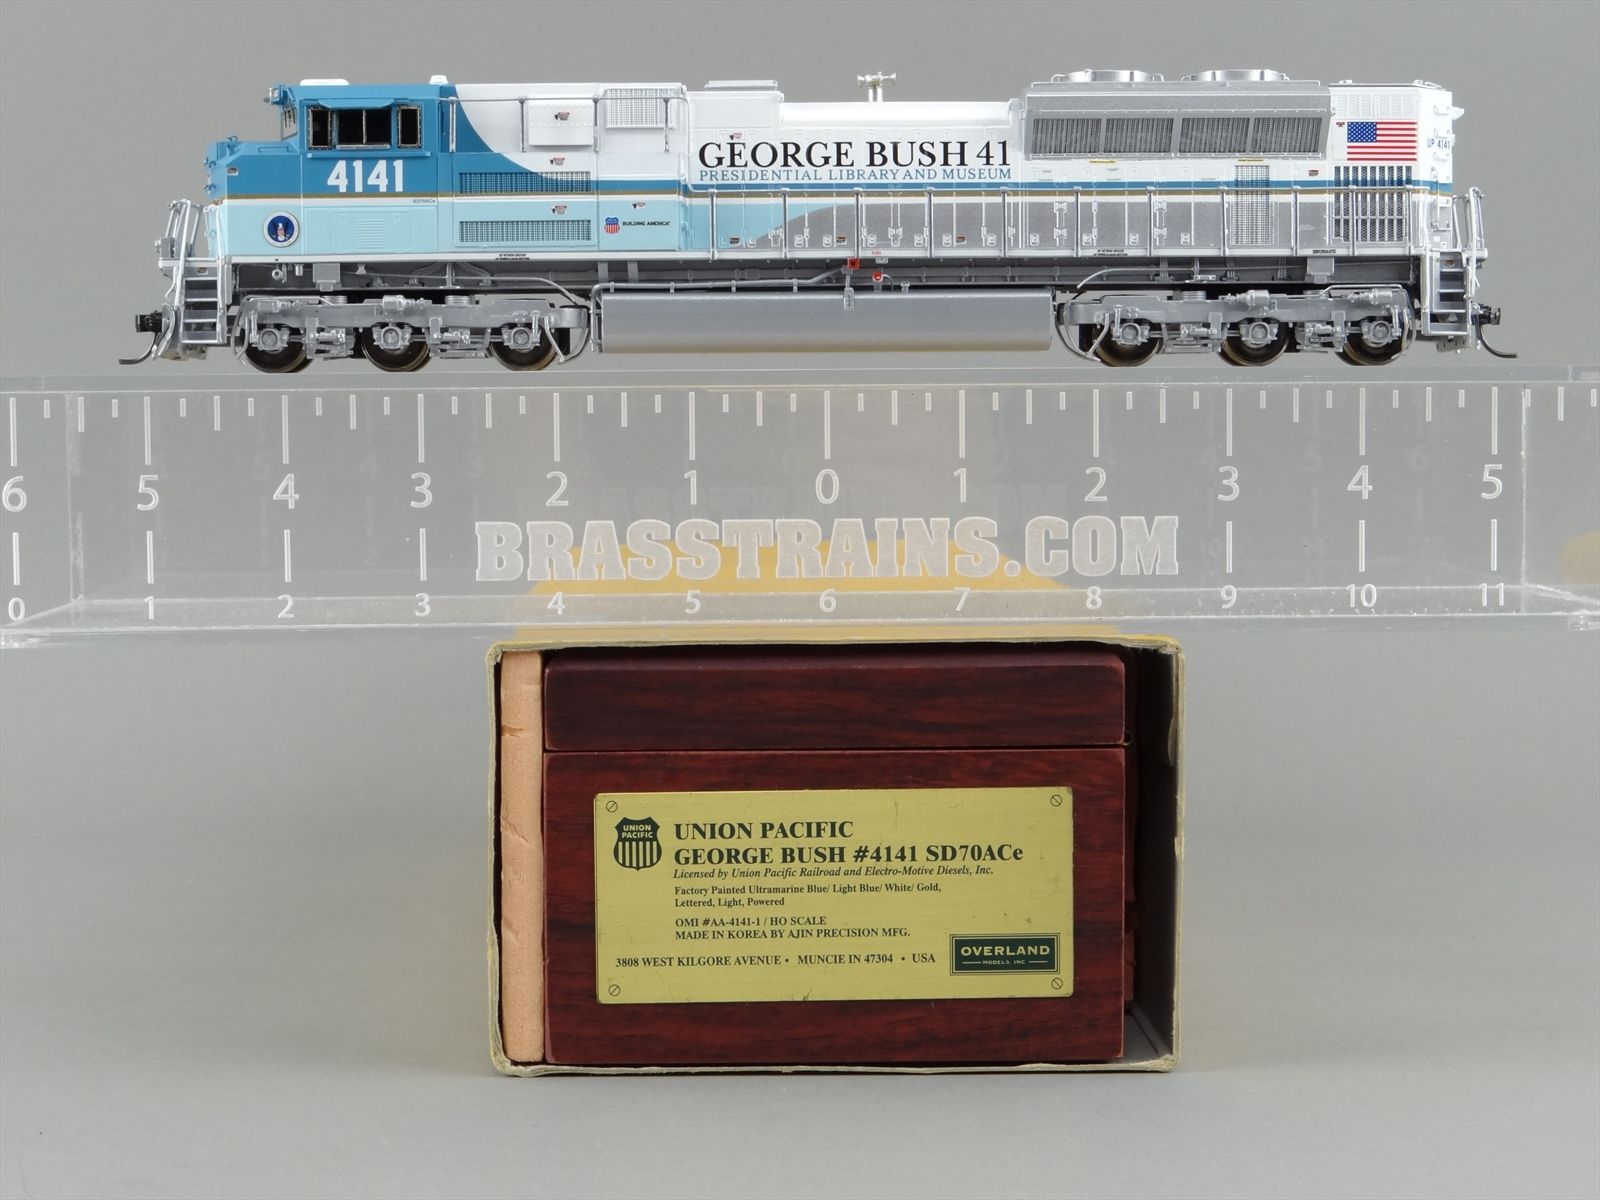 GEORGE BUSH 41
PRESIDENTIAL LIBRARY AND MUSEUM
4141
SD70ACe
UP 4141
BUILDING AMERICA
FUEL
6 5 4 3 2 1 0 1 2 3 4 5
BRASSTRAINS.COM
0 1 2 3 4 5 6 7 8 9 10 11
UNION
PACIFIC
UNION PACIFIC
GEORGE BUSH #4141 SD70ACe
Licensed by Union Pacific Railroad and Electro-Motive Diesels, Inc.
Factory Painted Ultramarine Blue/ Light Blue/ White/ Gold,
Lettered, Light, Powered
OMI #AA-4141-1 / HO SCALE
MADE IN KOREA BY AJIN PRECISION MFG.
3808 WEST KILGORE AVENUE • MUNCIE IN 47304 • USA
OVERLAND
MODELS INC